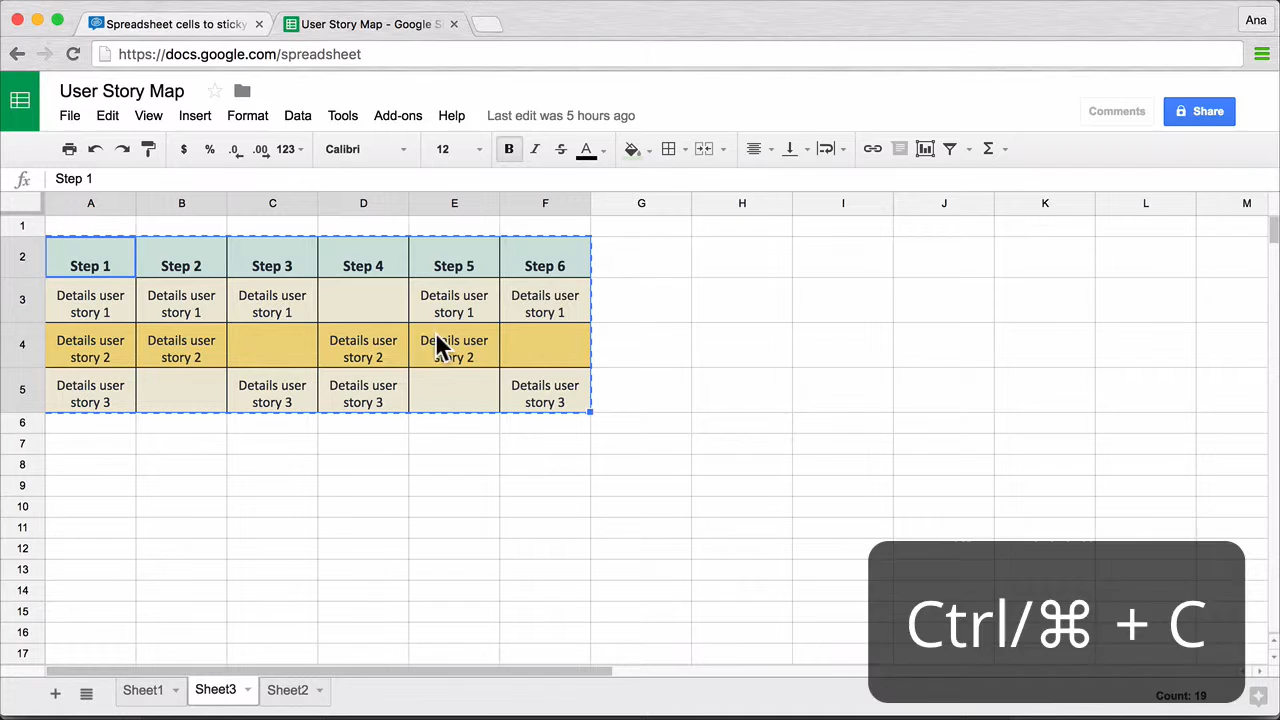 Spreadsheet cells to sticky
User Story Map - Google S
Ana
https://docs.google.com/spreadsheet
User Story Map
File Edit View Insert Format Data Tools Add-ons Help Last edit was 5 hours ago
Comments
Share
$ % .0 .00 123 Calibri 12 B I S A Σ
fx Step 1
A B C D E F G H I J K L M
1
2 Step 1 Step 2 Step 3 Step 4 Step 5 Step 6
3 Details user story 1 Details user story 1 Details user story 1 Details user story 1 Details user story 1
4 Details user story 2 Details user story 2 Details user story 2 Details user story 2
5 Details user story 3 Details user story 3 Details user story 3 Details user story 3
6
7
8
9
10
11
12
13
14
15
16
17
Ctrl/⌘ + C
+ Sheet1 Sheet3 Sheet2
Count: 19